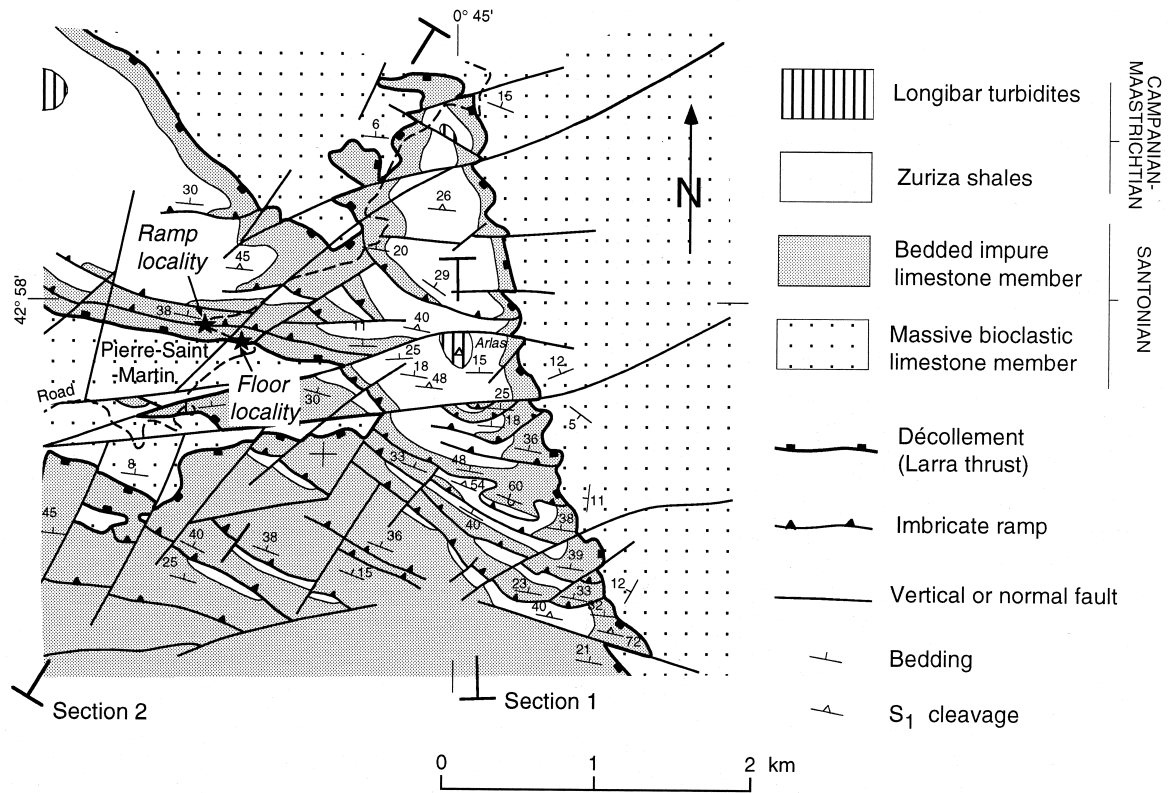 0° 45'
15
6
30
26
Ramp
locality
45
20
29
42° 58'
38
40
11
Pierre-Saint
Martin
25
Arlas
18
15
48
12
Road
Floor
locality
30
25
18
5
36
8
33
48
54
60
11
45
40
38
36
40
38
25
15
39
23
33
12
40
32
72
21
Section 2
Section 1
N
0
1
2 km
Longibar turbidites
Zuriza shales
Bedded impure
limestone member
Massive bioclastic
limestone member
CAMPANIAN-
MAASTRICHTIAN
SANTONIAN
Décollement
(Larra thrust)
Imbricate ramp
Vertical or normal fault
Bedding
S1 cleavage